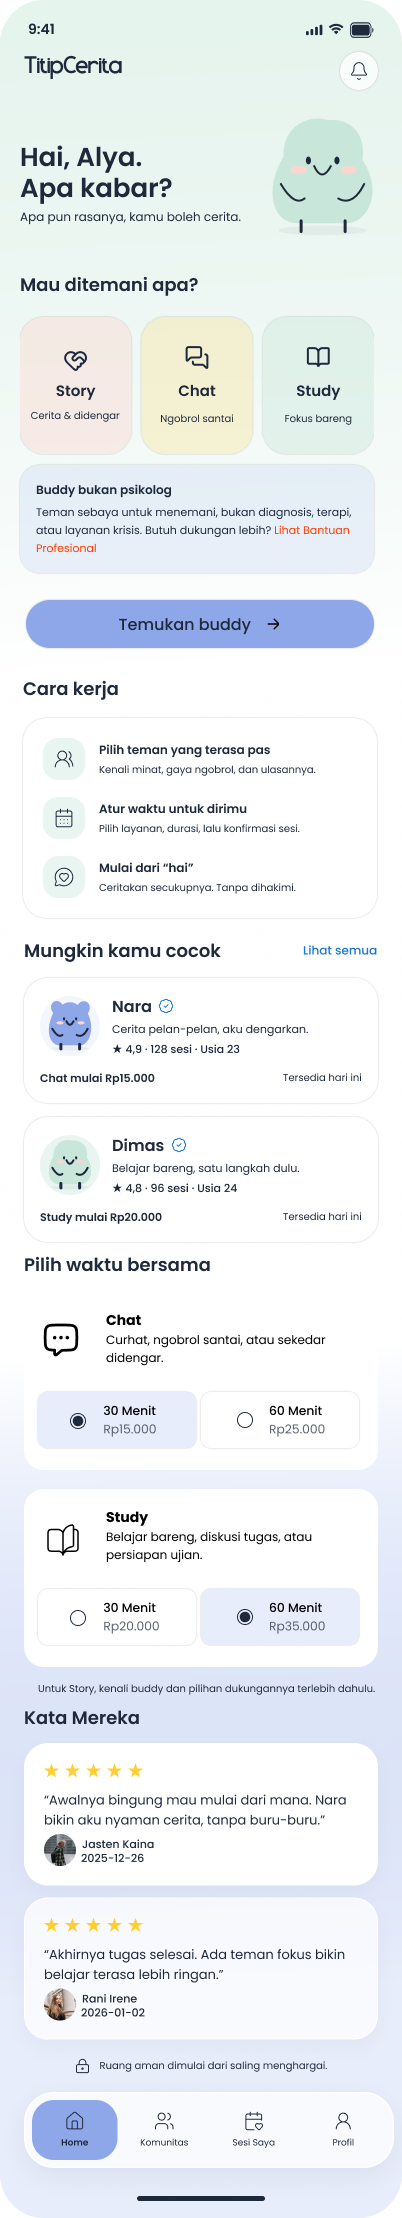 9:41
TitipCerita
Hai, Alya.
Apa kabar?
Apa pun rasanya, kamu boleh cerita.
Mau ditemani apa?
Story
Cerita & didengar
Chat
Ngobrol santai
Study
Fokus bareng
Buddy bukan psikolog
Teman sebaya untuk menemani, bukan diagnosis, terapi,
atau layanan krisis. Butuh dukungan lebih? Lihat Bantuan
Profesional
Temukan buddy →
Cara kerja
Pilih teman yang terasa pas
Kenali minat, gaya ngobrol, dan ulasannya.
Atur waktu untuk dirimu
Pilih layanan, durasi, lalu konfirmasi sesi.
Mulai dari “hai”
Ceritakan secukupnya. Tanpa dihakimi.
Mungkin kamu cocok
Lihat semua
Nara
Cerita pelan-pelan, aku dengarkan.
★ 4,9 · 128 sesi · Usia 23
Chat mulai Rp15.000
Tersedia hari ini
Dimas
Belajar bareng, satu langkah dulu.
★ 4,8 · 96 sesi · Usia 24
Study mulai Rp20.000
Tersedia hari ini
Pilih waktu bersama
Chat
Curhat, ngobrol santai, atau sekedar
didengar.
30 Menit
Rp15.000
60 Menit
Rp25.000
Study
Belajar bareng, diskusi tugas, atau
persiapan ujian.
30 Menit
Rp20.000
60 Menit
Rp35.000
Untuk Story, kenali buddy dan pilihan dukungannya terlebih dahulu.
Kata Mereka
★ ★ ★ ★ ★
“Awalnya bingung mau mulai dari mana. Nara
bikin aku nyaman cerita, tanpa buru-buru.”
Jasten Kaina
2025-12-26
★ ★ ★ ★ ★
“Akhirnya tugas selesai. Ada teman fokus bikin
belajar terasa lebih ringan.”
Rani Irene
2026-01-02
Ruang aman dimulai dari saling menghargai.
Home
Komunitas
Sesi Saya
Profil